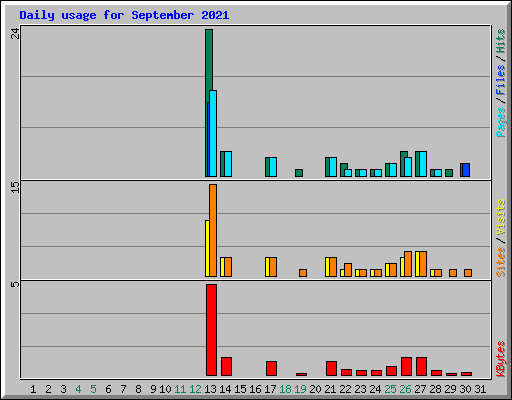 Daily usage for September 2021
24
Pages / Files / Hits
15
Sites / Visits
5
KBytes
1 2 3 4 5 6 7 8 9 10 11 12 13 14 15 16 17 18 19 20 21 22 23 24 25 26 27 28 29 30 31